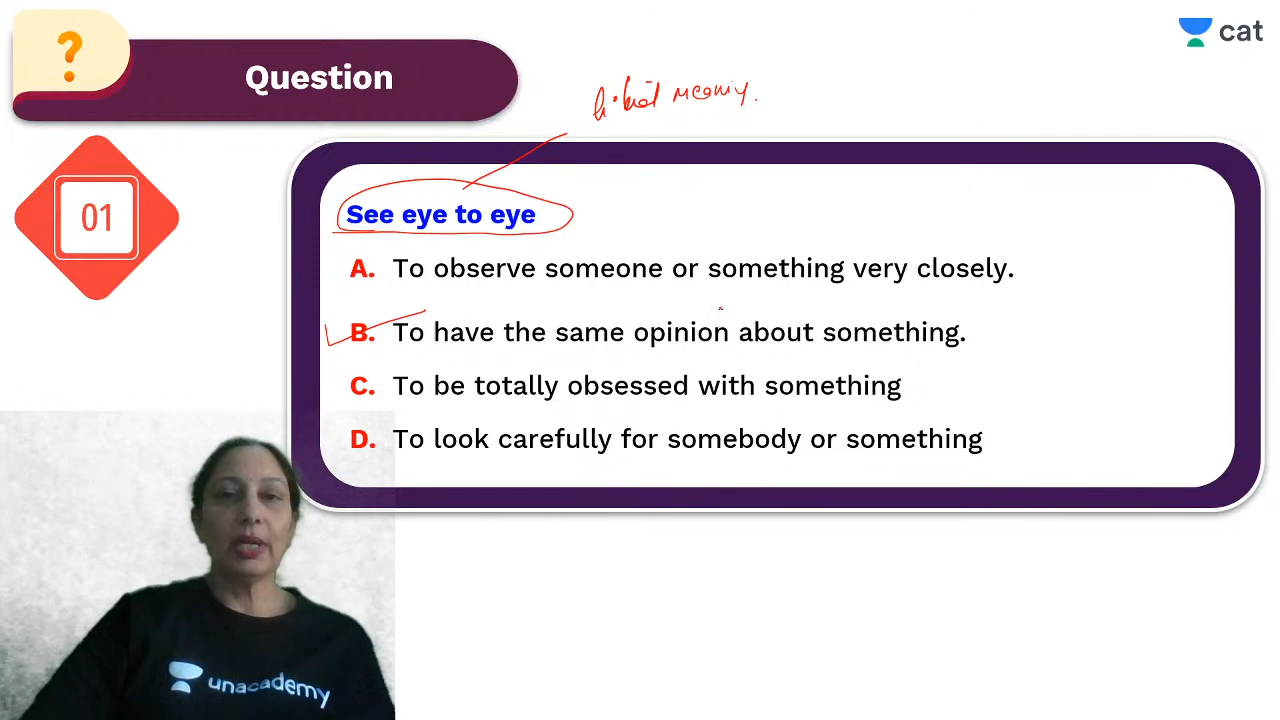 ?
cat
Question
meaning.
01
See eye to eye
A. To observe someone or something very closely.
B. To have the same opinion about something.
C. To be totally obsessed with something
D. To look carefully for somebody or something
unacademy